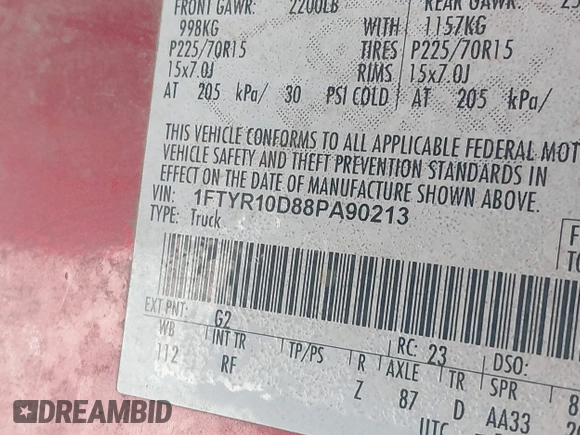 FRONT GAWR: 2200LB REAR GAWR:
998KG WITH 1157KG
P225/70R15 TIRES P225/70R15
15x7.0J RIMS 15x7.0J
AT 205 kPa/ 30 PSI COLD AT 205 kPa/
THIS VEHICLE CONFORMS TO ALL APPLICABLE FEDERAL MOT
VEHICLE SAFETY AND THEFT PREVENTION STANDARDS IN
EFFECT ON THE DATE OF MANUFACTURE SHOWN ABOVE.
VIN: 1FTYR10D88PA90213
TYPE: Truck
EXT PNT: G2 RC: 23 DSO:
WB INT TR TP/PS R AXLE TR SPR
112 RF Z 87 D AA33
UTC
DREAMBID